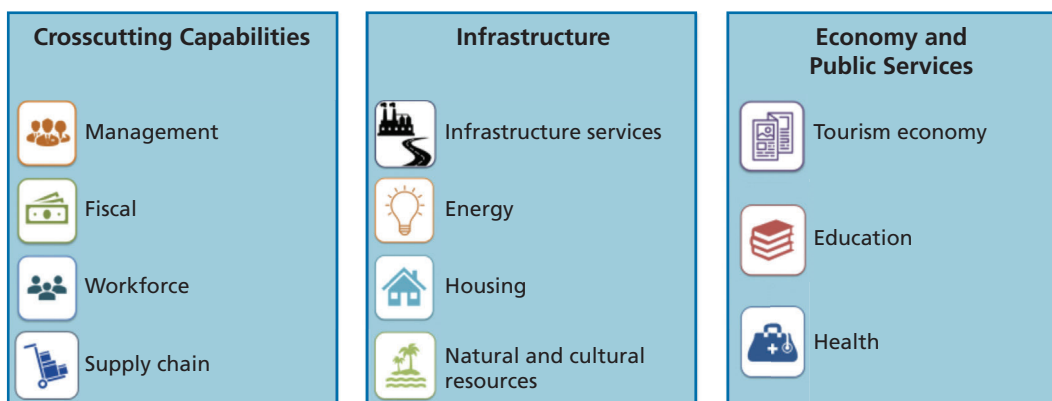 Crosscutting Capabilities
Management
Fiscal
Workforce
Supply chain
Infrastructure
Infrastructure services
Energy
Housing
Natural and cultural
resources
Economy and
Public Services
Tourism economy
Education
Health